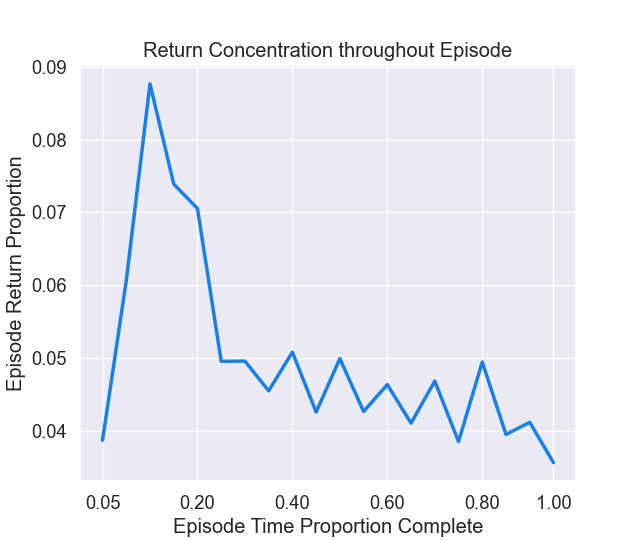 Return Concentration throughout Episode
Episode Return Proportion
0.09
0.08
0.07
0.06
0.05
0.04
0.05 0.20 0.40 0.60 0.80 1.00
Episode Time Proportion Complete